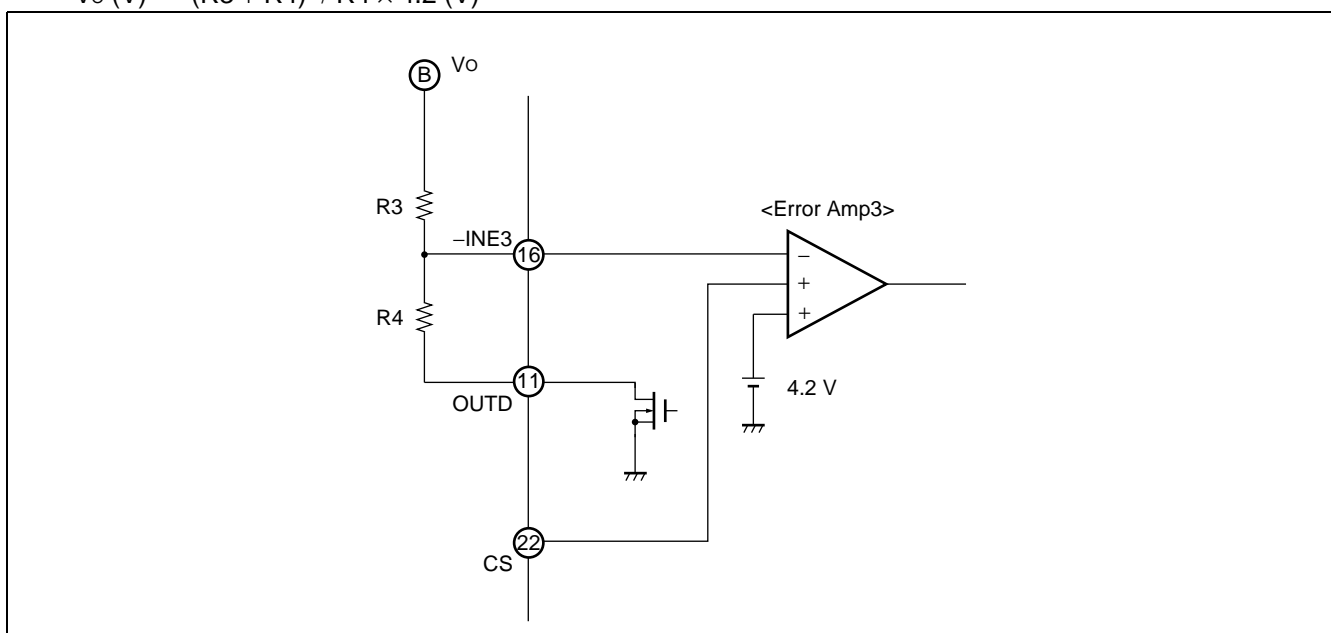 B Vo
R3
<Error Amp3>
−INE3
16
−
+
+
R4
11
4.2 V
OUTD
22
CS